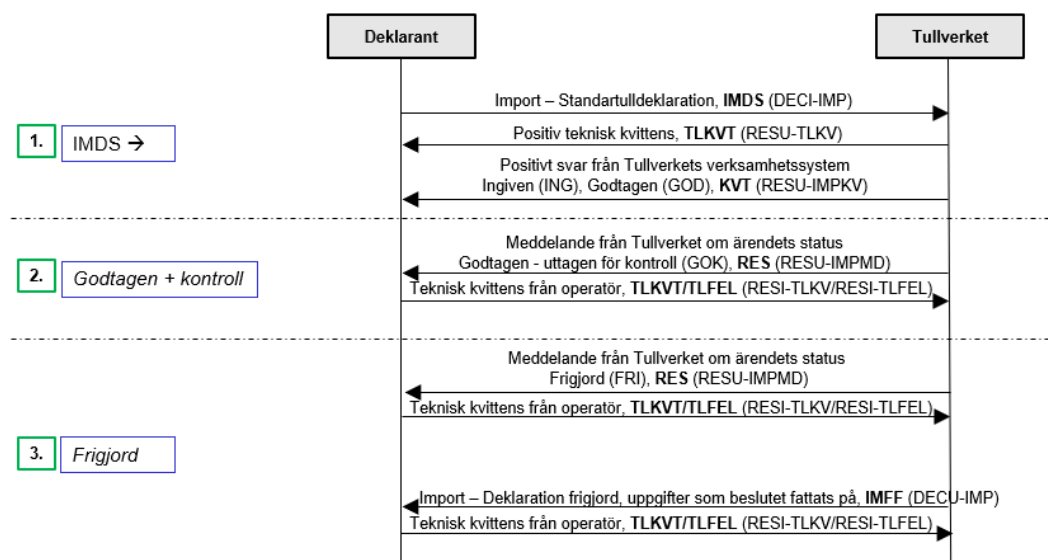 Deklarant
Tullverket
Import – Standartulldeklaration, IMDS (DECI-IMP)
1.
IMDS →
Positiv teknisk kvittens, TLKVT (RESU-TLKV)
Positivt svar från Tullverkets verksamhetssystem
Ingiven (ING), Godtagen (GOD), KVT (RESU-IMPKV)
Meddelande från Tullverket om ärendets status
2.
Godtagen + kontroll
Godtagen - uttagen för kontroll (GOK), RES (RESU-IMPMD)
Teknisk kvittens från operatör, TLKVT/TLFEL (RESI-TLKV/RESI-TLFEL)
Meddelande från Tullverket om ärendets status
Frigjord (FRI), RES (RESU-IMPMD)
Teknisk kvittens från operatör, TLKVT/TLFEL (RESI-TLKV/RESI-TLFEL)
3.
Frigjord
Import – Deklaration frigjord, uppgifter som beslutet fattats på, IMFF (DECU-IMP)
Teknisk kvittens från operatör, TLKVT/TLFEL (RESI-TLKV/RESI-TLFEL)